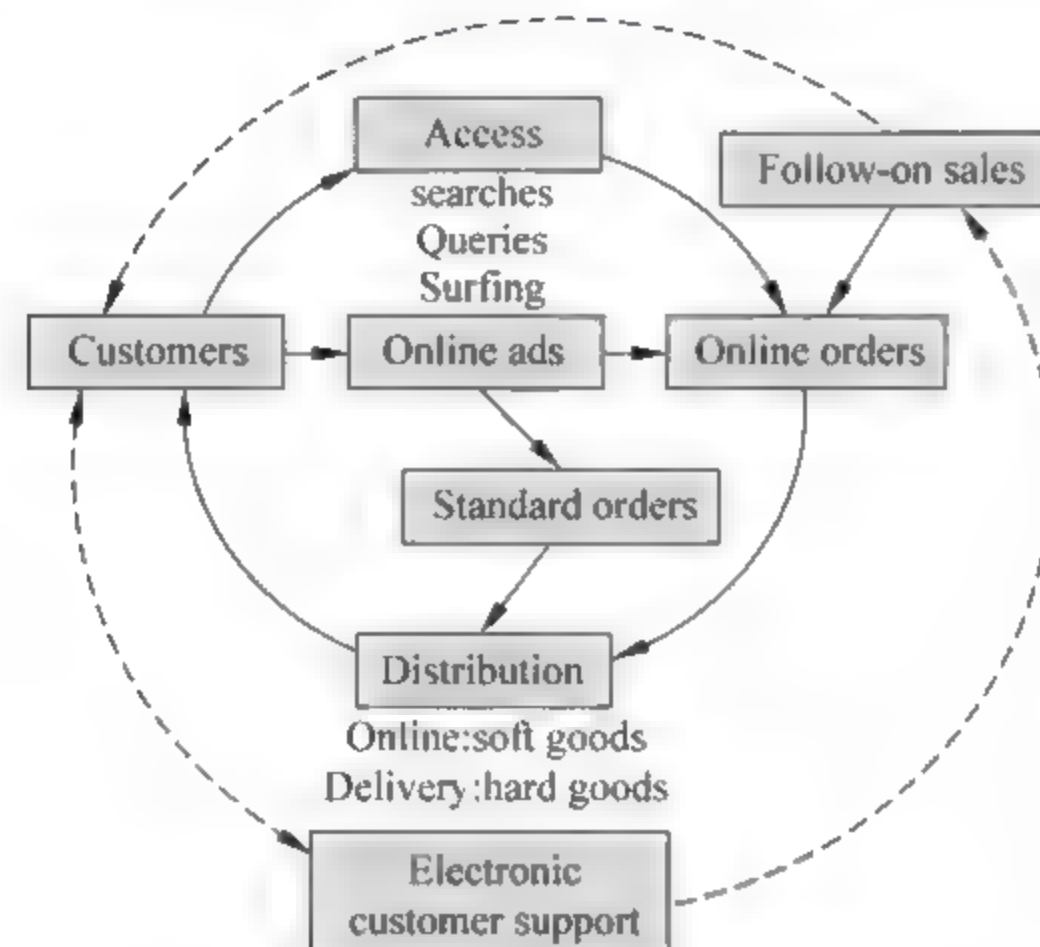 Access
searches
Queries
Surfing
Follow-on sales
Customers
Online ads
Online orders
Standard orders
Distribution
Online:soft goods
Delivery:hard goods
Electronic
customer support